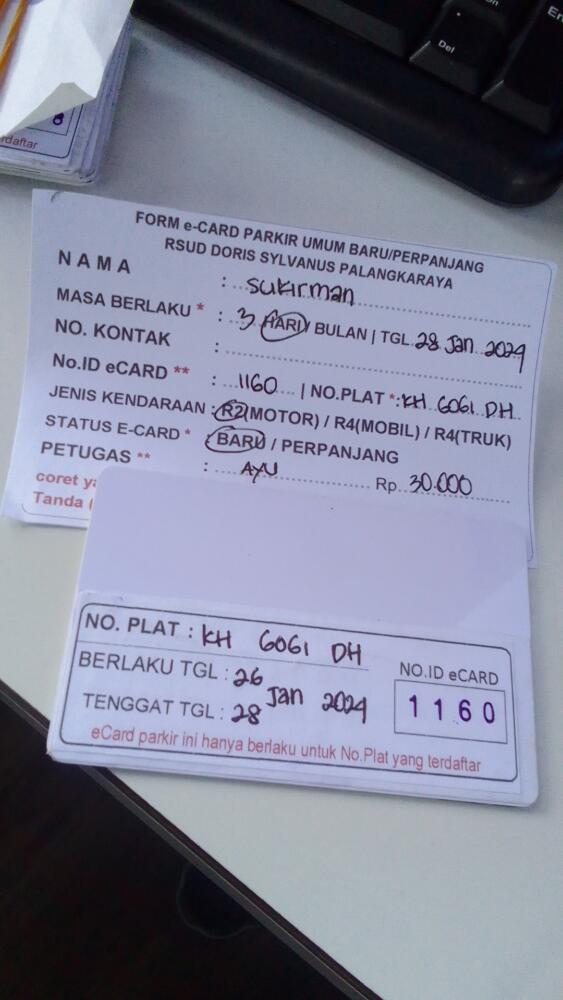 Del
En
8
rdaftar
FORM e-CARD PARKIR UMUM BARU/PERPANJANG
RSUD DORIS SYLVANUS PALANGKARAYA
NAMA : sukirman
MASA BERLAKU * : 3 HARI / BULAN | TGL 28 Jan 2024
NO. KONTAK :
No.ID eCARD ** : 1160 | NO.PLAT *: KH 6061 DH
JENIS KENDARAAN : R2(MOTOR) / R4(MOBIL) / R4(TRUK)
STATUS E-CARD * : BARU / PERPANJANG
PETUGAS ** : AYU Rp. 30.000
coret
Tanda
NO. PLAT : KH 6061 DH
BERLAKU TGL : 26 Jan 2024
TENGGAT TGL : 28
NO.ID eCARD
1160
eCard parkir ini hanya berlaku untuk No.Plat yang terdaftar